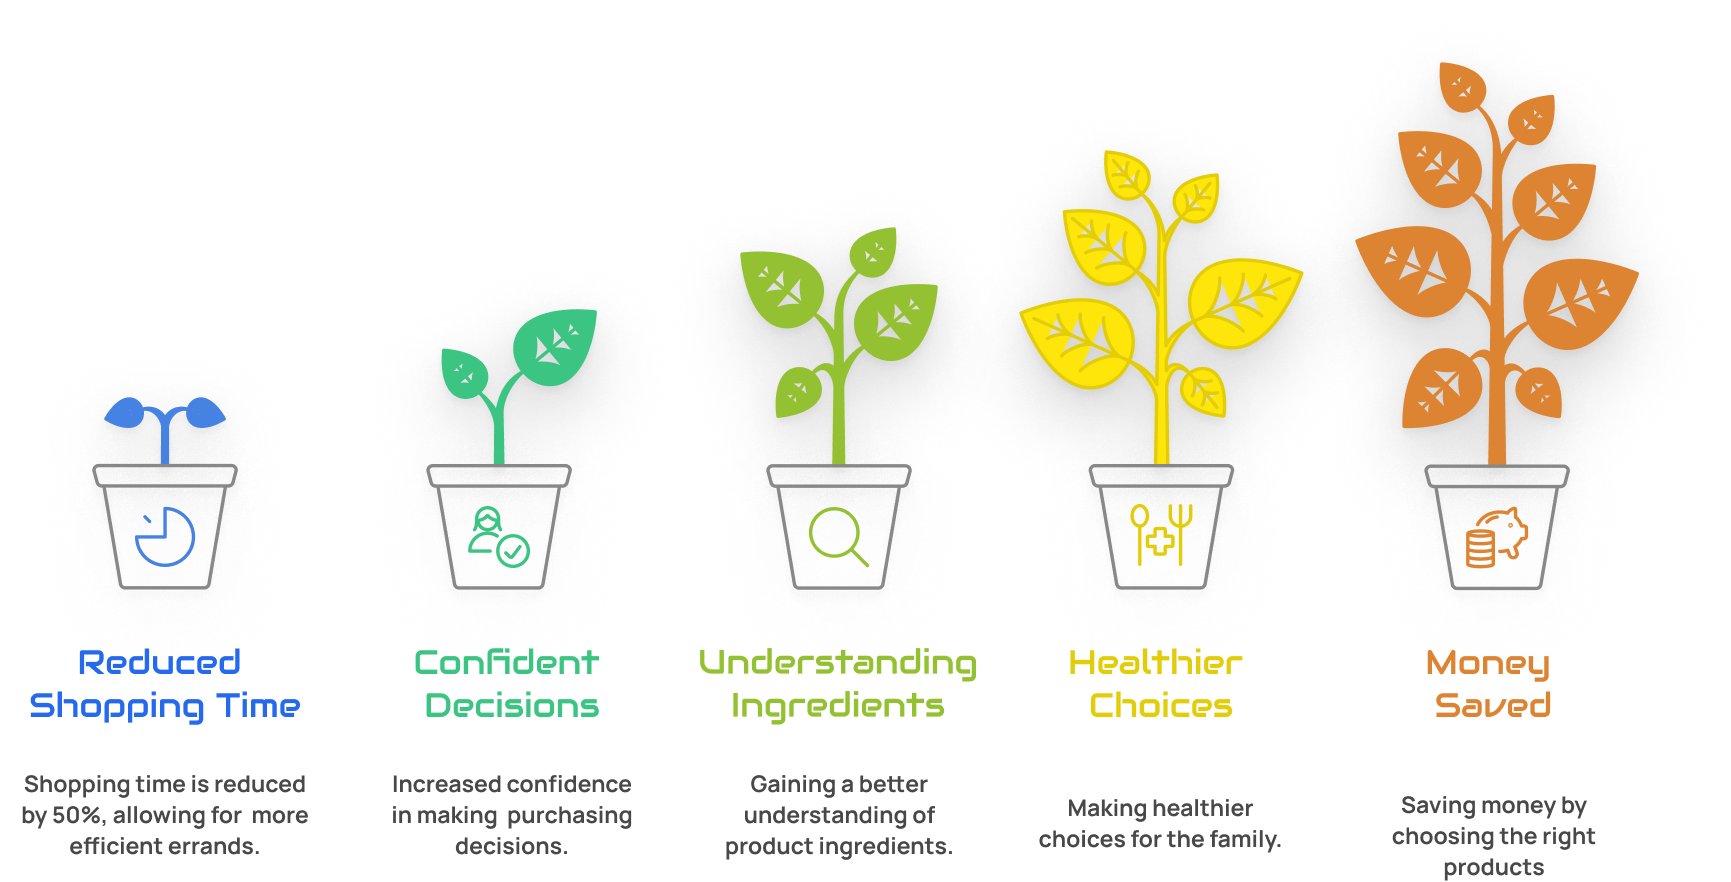 Reduced
Shopping Time
Shopping time is reduced
by 50%, allowing for more
efficient errands.
Confident
Decisions
Increased confidence
in making purchasing
decisions.
Understanding
Ingredients
Gaining a better
understanding of
product ingredients.
Healthier
Choices
Making healthier
choices for the family.
Money
Saved
Saving money by
choosing the right
products